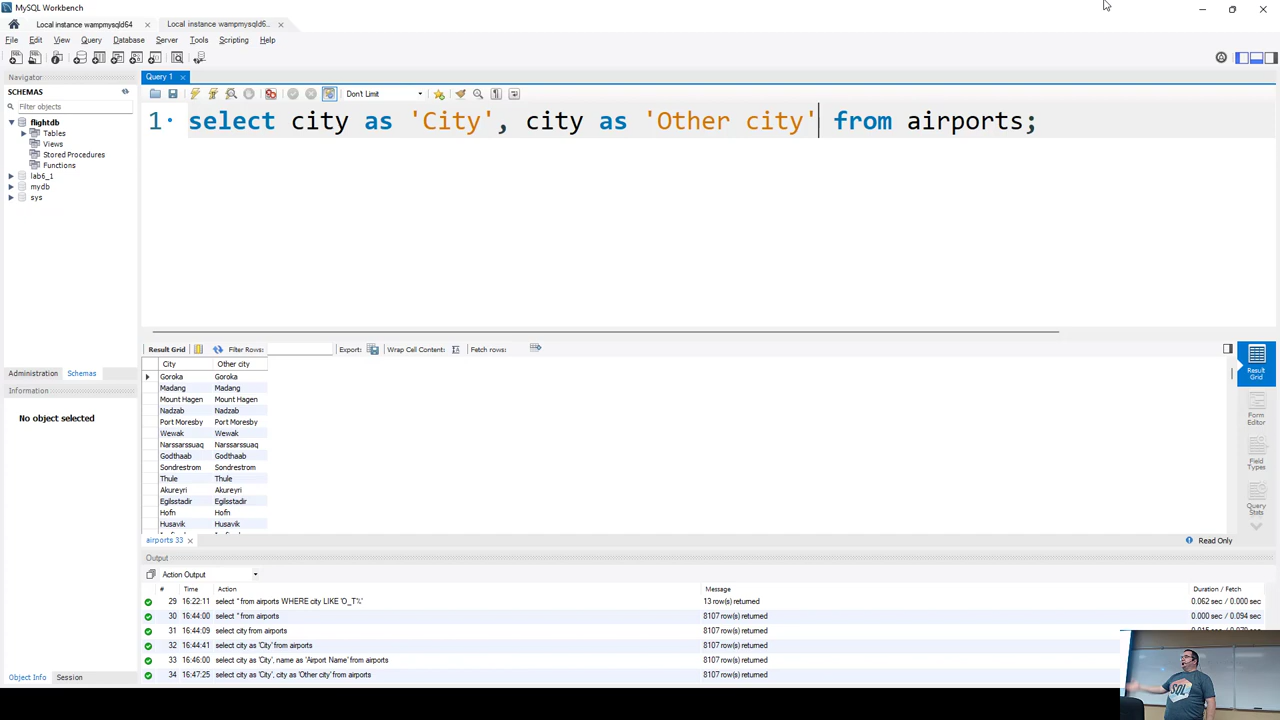 MySQL Workbench
Local instance wampmysqld64 × Local instance wampmysqld6.. ×
File Edit View Query Database Server Tools Scripting Help
Navigator
Query 1 ×
SCHEMAS
Don't Limit
Filter objects
1 select city as 'City', city as 'Other city' from airports;
flightdb
Tables
Views
Stored Procedures
Functions
lab6_1
mydb
sys
Result Grid Filter Rows: Export: Wrap Cell Content: Fetch rows:
City Other city
Goroka Goroka
Madang Madang
Mount Hagen Mount Hagen
Nadzab Nadzab
Port Moresby Port Moresby
Wewak Wewak
Narssarssuaq Narssarssuaq
Godthaab Godthaab
Sondrestrom Sondrestrom
Thule Thule
Akureyri Akureyri
Egilsstadir Egilsstadir
Hofn Hofn
Husavik Husavik
Result Grid
Form Editor
Field Types
Query Stats
Administration Schemas
Information
No object selected
airports 33 × Read Only
Output
Action Output
# Time Action Message Duration / Fetch
29 16:22:11 select * from airports WHERE city LIKE 'O_T%' 13 row(s) returned 0.062 sec / 0.000 sec
30 16:44:00 select * from airports 8107 row(s) returned 0.000 sec / 0.094 sec
31 16:44:09 select city from airports 8107 row(s) returned
32 16:44:41 select city as 'City' from airports 8107 row(s) returned
33 16:46:00 select city as 'City', name as 'Airport Name' from airports 8107 row(s) returned
34 16:47:25 select city as 'City', city as 'Other city' from airports 8107 row(s) returned
Object Info Session
SQL